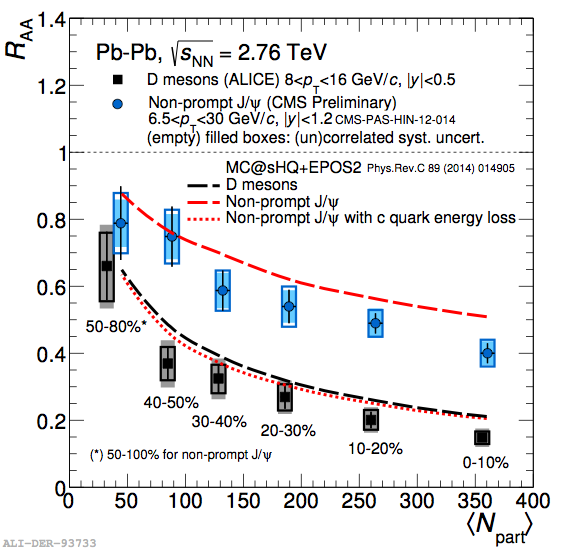 R_AA
1.4
1.2
1
0.8
0.6
0.4
0.2
0
Pb-Pb, √s_NN = 2.76 TeV
D mesons (ALICE) 8<p_T<16 GeV/c, |y|<0.5
Non-prompt J/ψ (CMS Preliminary)
6.5<p_T<30 GeV/c, |y|<1.2 CMS-PAS-HIN-12-014
(empty) filled boxes: (un)correlated syst. uncert.
MC@sHQ+EPOS2 Phys.Rev.C 89 (2014) 014905
D mesons
Non-prompt J/ψ
Non-prompt J/ψ with c quark energy loss
50-80%*
40-50%
30-40%
20-30%
10-20%
0-10%
(*) 50-100% for non-prompt J/ψ
0 50 100 150 200 250 300 350 400
⟨N_part⟩
ALI-DER-93733